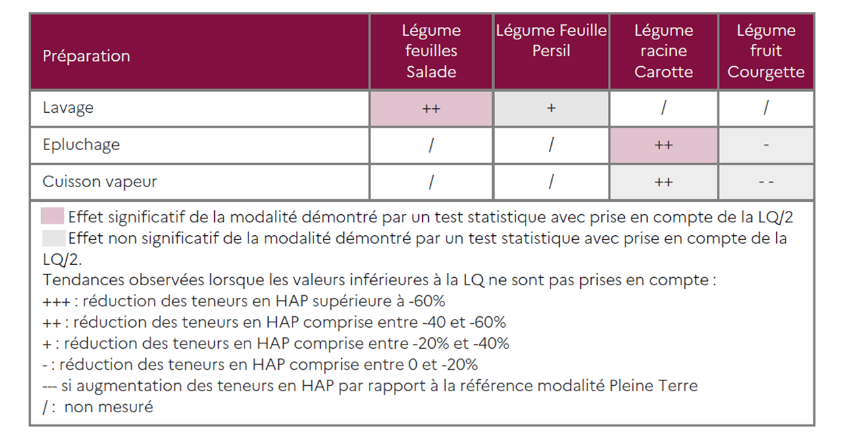 Préparation
Légume feuilles Salade
Légume Feuille Persil
Légume racine Carotte
Légume fruit Courgette
Lavage ++ + / /
Epluchage / / ++ -
Cuisson vapeur / / ++ - -
Effet significatif de la modalité démontré par un test statistique avec prise en compte de la LQ/2
Effet non significatif de la modalité démontré par un test statistique avec prise en compte de la
LQ/2.
Tendances observées lorsque les valeurs inférieures à la LQ ne sont pas prises en compte :
+++ : réduction des teneurs en HAP supérieure à -60%
++ : réduction des teneurs en HAP comprise entre -40 et -60%
+ : réduction des teneurs en HAP comprise entre -20% et -40%
- : réduction des teneurs en HAP comprise entre 0 et -20%
--- si augmentation des teneurs en HAP par rapport à la référence modalité Pleine Terre
/ : non mesuré